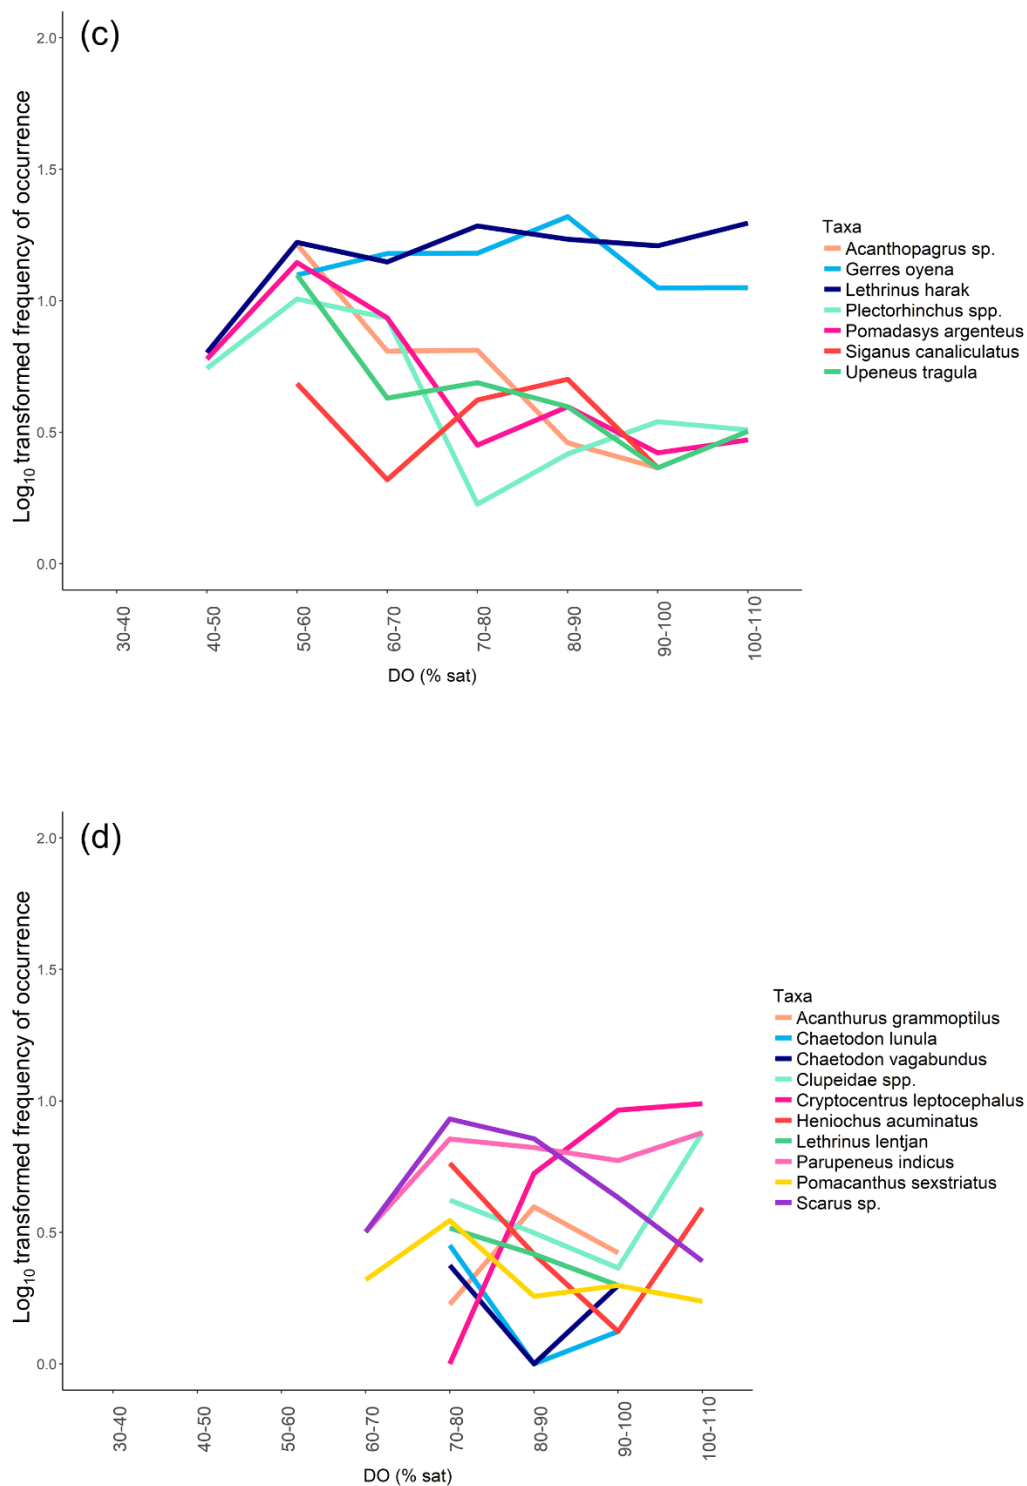 (c)
2.0
1.5
1.0
0.5
0.0
Log10 transformed frequency of occurrence
30-40
40-50
50-60
60-70
70-80
80-90
90-100
100-110
DO (% sat)
Taxa
Acanthopagrus sp.
Gerres oyena
Lethrinus harak
Plectorhinchus spp.
Pomadasys argenteus
Siganus canaliculatus
Upeneus tragula
(d)
2.0
1.5
1.0
0.5
0.0
Log10 transformed frequency of occurrence
30-40
40-50
50-60
60-70
70-80
80-90
90-100
100-110
DO (% sat)
Taxa
Acanthurus grammoptilus
Chaetodon lunula
Chaetodon vagabundus
Clupeidae spp.
Cryptocentrus leptocephalus
Heniochus acuminatus
Lethrinus lentjan
Parupeneus indicus
Pomacanthus sexstriatus
Scarus sp.